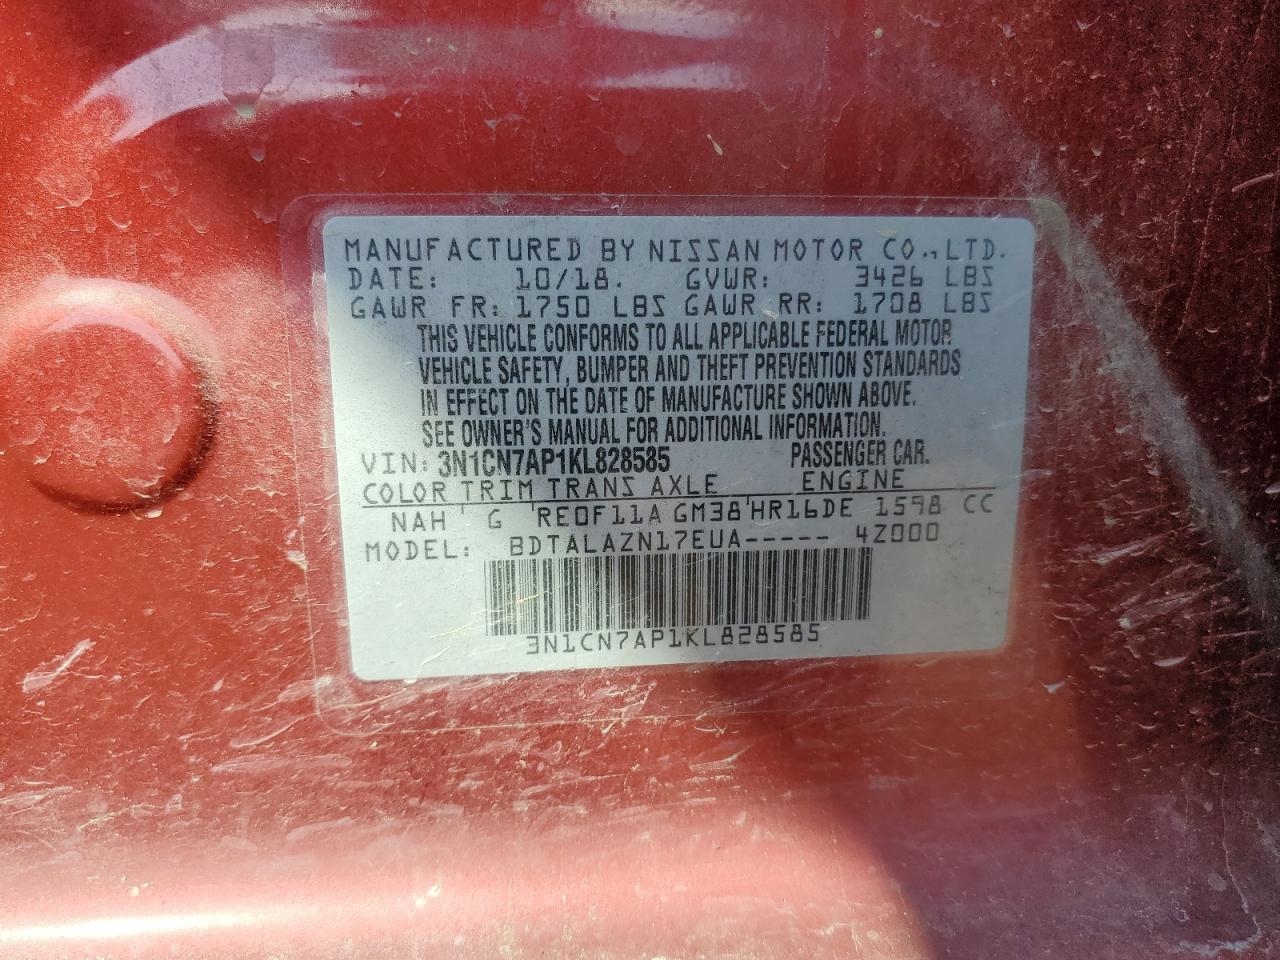 MANUFACTURED BY NISSAN MOTOR CO., LTD.
DATE: 10/18. GVWR: 3426 LBS
GAWR FR: 1750 LBS GAWR RR: 1708 LBS
THIS VEHICLE CONFORMS TO ALL APPLICABLE FEDERAL MOTOR
VEHICLE SAFETY, BUMPER AND THEFT PREVENTION STANDARDS
IN EFFECT ON THE DATE OF MANUFACTURE SHOWN ABOVE.
SEE OWNER'S MANUAL FOR ADDITIONAL INFORMATION.
VIN: 3N1CN7AP1KL828585 PASSENGER CAR.
COLOR TRIM TRANS AXLE ENGINE
NAH G RE0F11A GM38 HR16DE 1598 CC
MODEL: BDTALAZN17EUA----- 4Z000
3N1CN7AP1KL828585